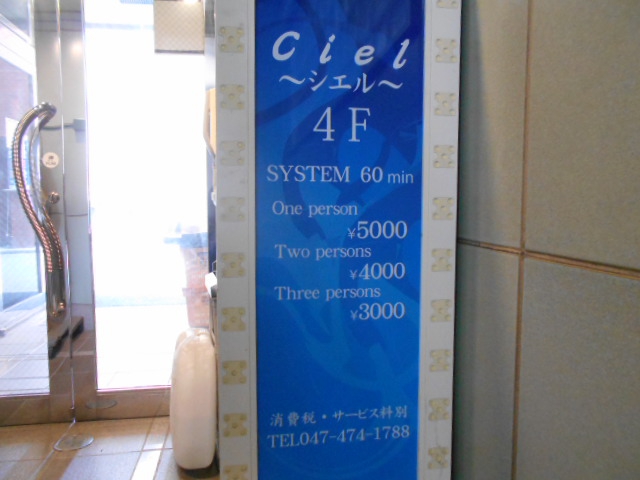 Ciel
～シエル～
4F
SYSTEM 60 min
One person
¥5000
Two persons
¥4000
Three persons
¥3000
消費税・サービス料別
TEL047-474-1788